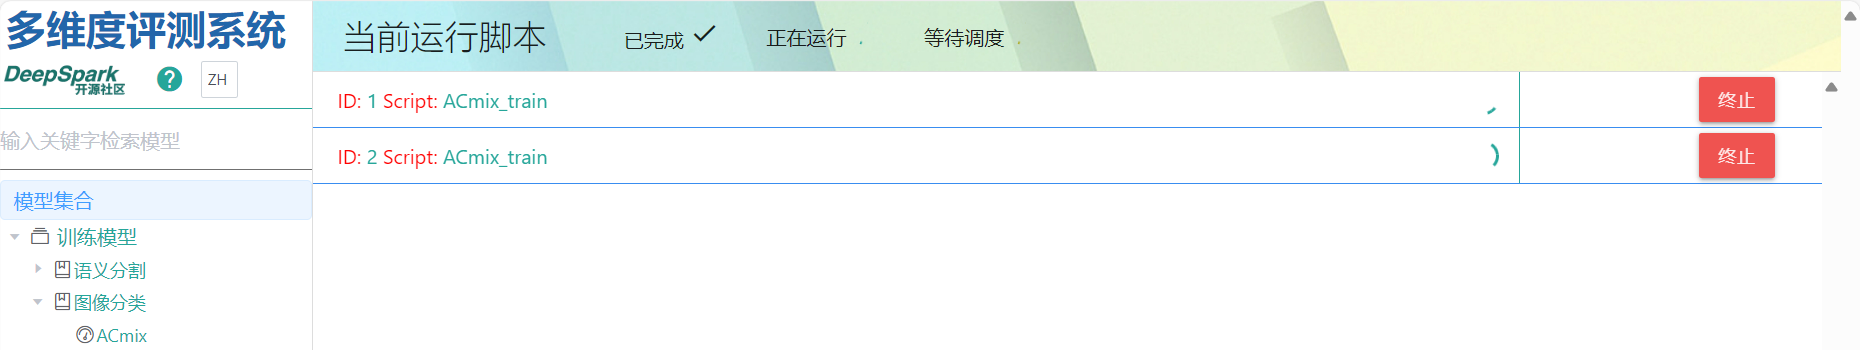 多维度评测系统
DeepSpark
开源社区
ZH
输入关键字检索模型
模型集合
训练模型
语义分割
图像分类
ACmix
当前运行脚本 已完成 正在运行 等待调度
ID: 1 Script: ACmix_train 终止
ID: 2 Script: ACmix_train 终止